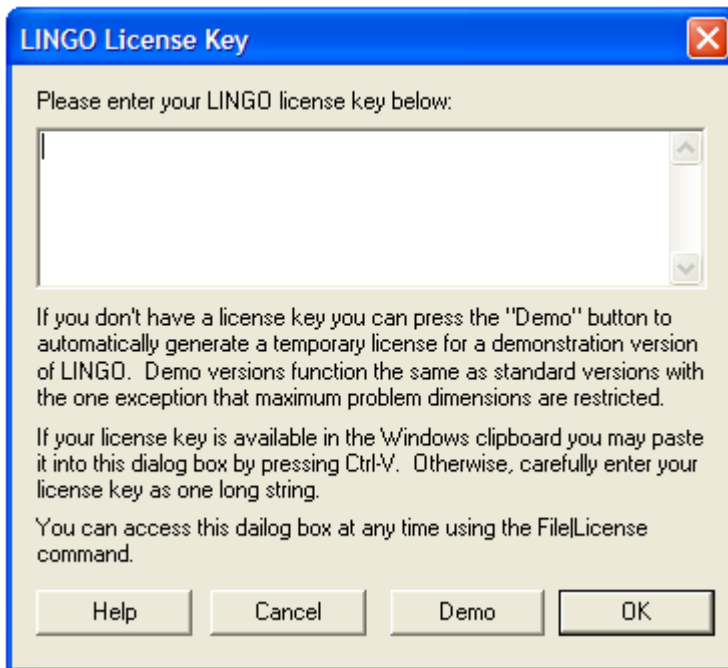 LINGO License Key
Please enter your LINGO license key below:
If you don't have a license key you can press the "Demo" button to
automatically generate a temporary license for a demonstration version
of LINGO.  Demo versions function the same as standard versions with
the one exception that maximum problem dimensions are restricted.
If your license key is available in the Windows clipboard you may paste
it into this dialog box by pressing Ctrl-V.  Otherwise, carefully enter your
license key as one long string.
You can access this dailog box at any time using the File|License
command.
Help Cancel Demo OK